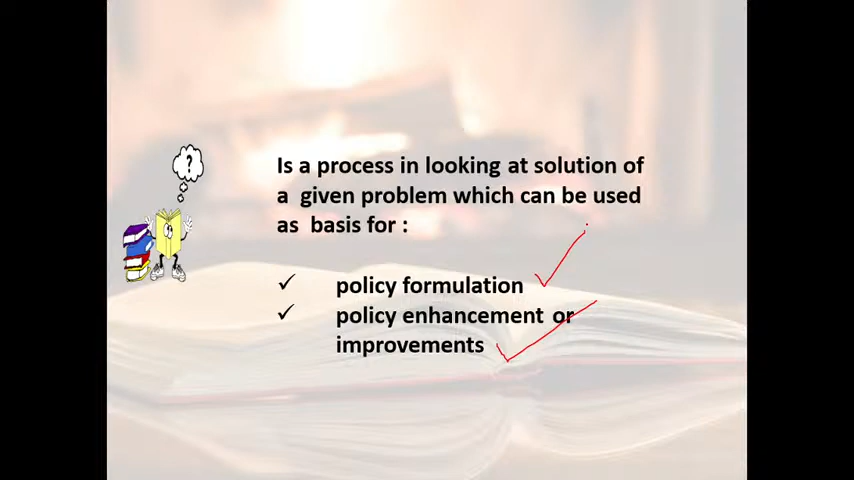 ?
Is a process in looking at solution of
a given problem which can be used
as basis for :
✓ policy formulation
✓ policy enhancement or
improvements